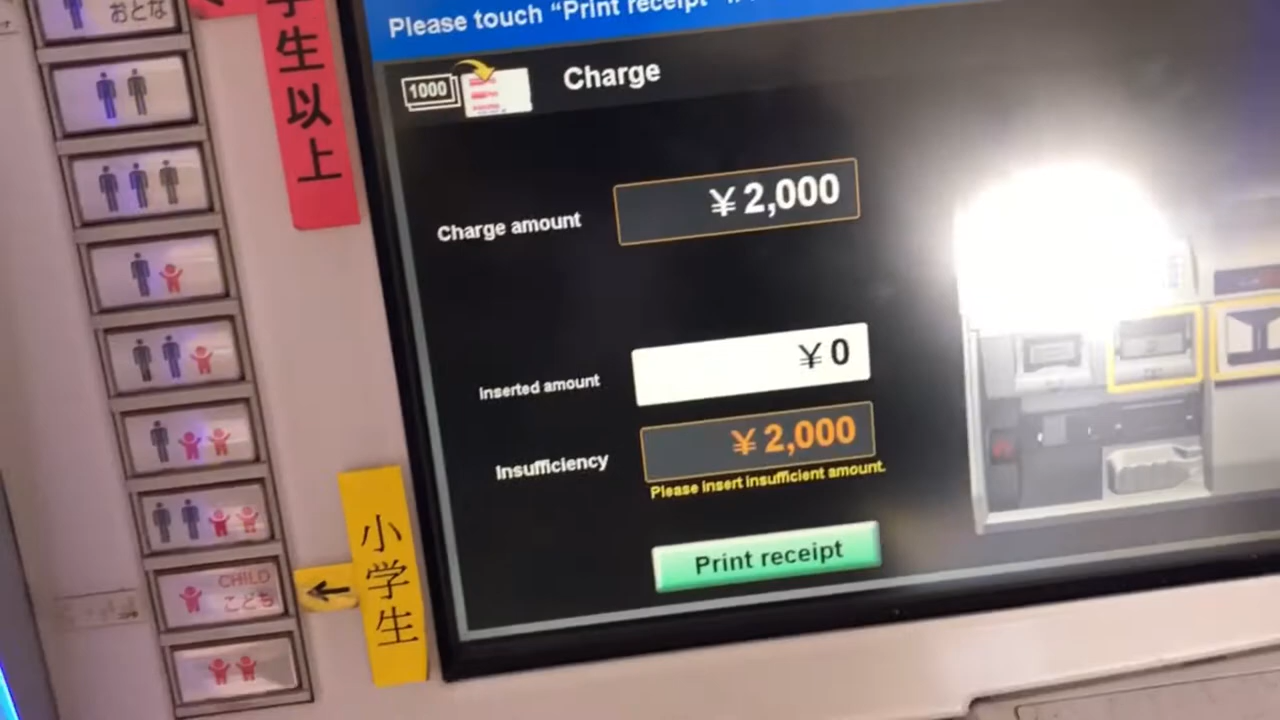 Please touch “Print receipt”
1000
Charge
Charge amount
¥ 2,000
Inserted amount
¥ 0
Insufficiency
¥ 2,000
Please insert insufficient amount.
Print receipt
おとな
学生以上
CHILD
こども
小学生